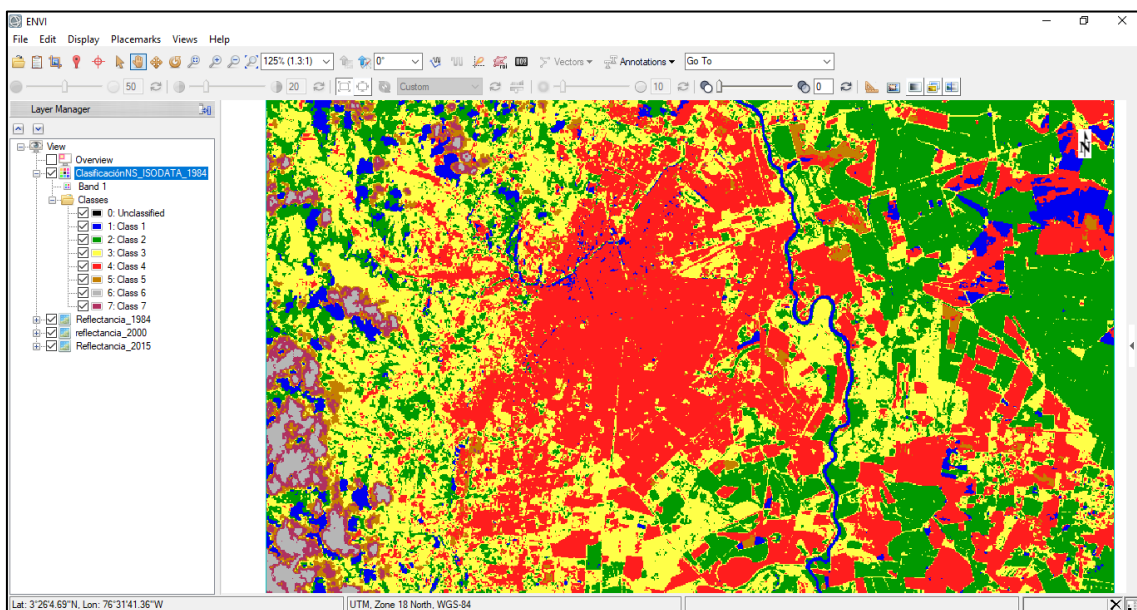 ENVI
File Edit Display Placemarks Views Help
125% (1.3:1) 0° Vectors Annotations Go To
50 20 Custom 10 0
Layer Manager
View
Overview
ClasificaciónNS_ISODATA_1984
Band 1
Classes
0: Unclassified
1: Class 1
2: Class 2
3: Class 3
4: Class 4
5: Class 5
6: Class 6
7: Class 7
Reflectancia_1984
reflectancia_2000
Reflectancia_2015
N
Lat: 3°26'4.69"N, Lon: 76°31'41.36"W UTM, Zone 18 North, WGS-84